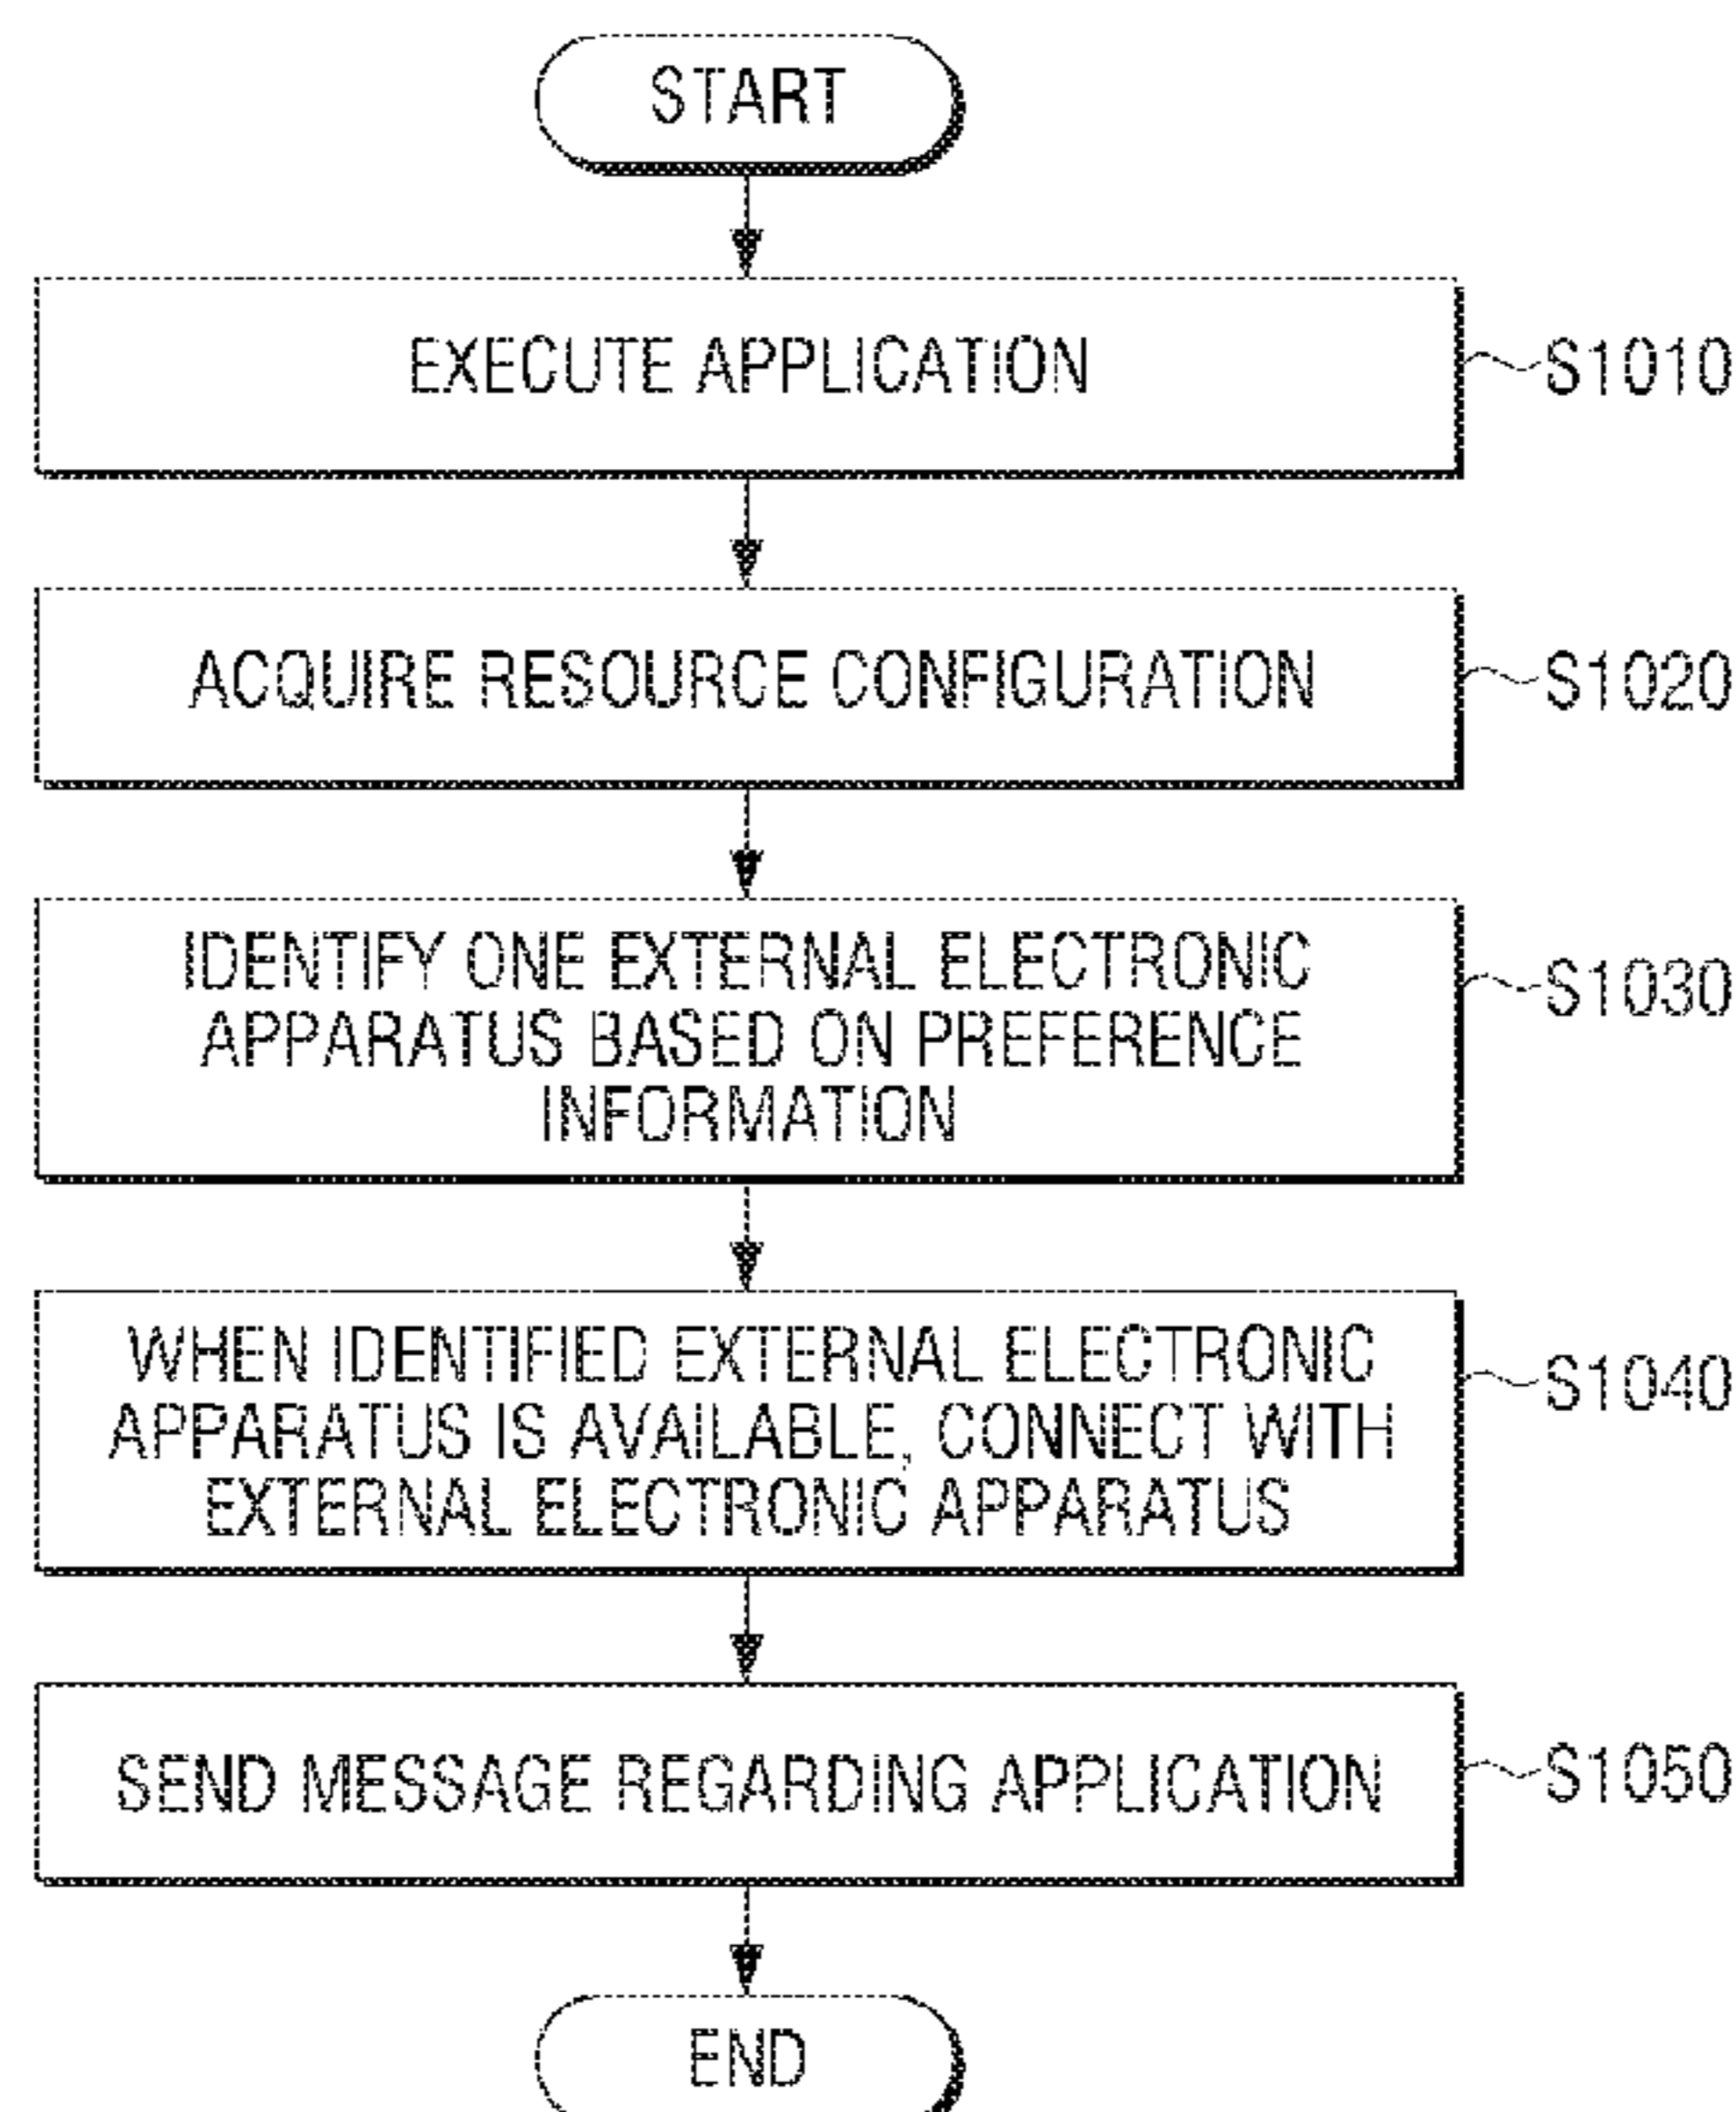 START
EXECUTE APPLICATION
S1010
ACQUIRE RESOURCE CONFIGURATION
S1020
IDENTIFY ONE EXTERNAL ELECTRONIC
APPARATUS BASED ON PREFERENCE
INFORMATION
S1030
WHEN IDENTIFIED EXTERNAL ELECTRONIC
APPARATUS IS AVAILABLE, CONNECT WITH
EXTERNAL ELECTRONIC APPARATUS
S1040
SEND MESSAGE REGARDING APPLICATION
S1050
END